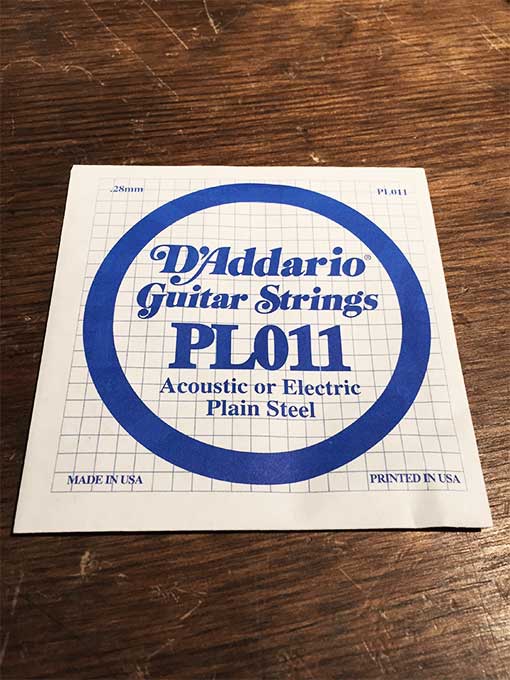 .28mm
PL011
D'Addario®
Guitar Strings
PL011
Acoustic or Electric
Plain Steel
MADE IN USA
PRINTED IN USA